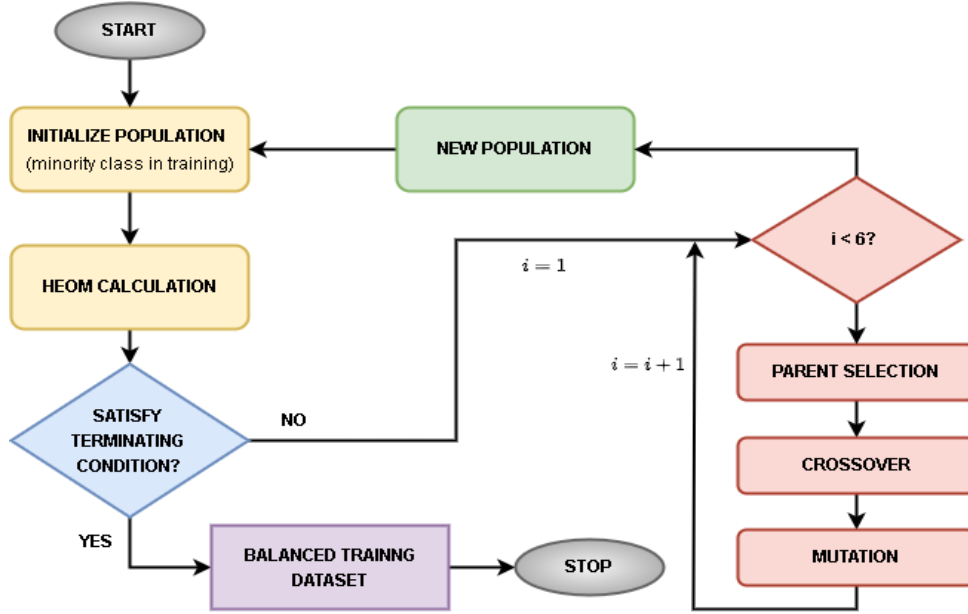 START
INITIALIZE POPULATION
(minority class in training)
NEW POPULATION
i < 6?
HEOM CALCULATION
i = 1
i = i + 1
PARENT SELECTION
SATISFY
TERMINATING
CONDITION?
NO
CROSSOVER
YES
BALANCED TRAINNG
DATASET
STOP
MUTATION